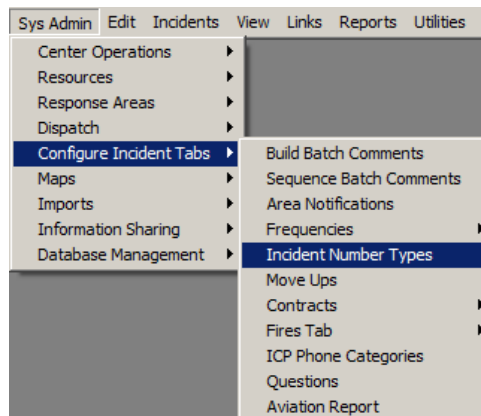 Sys Admin Edit Incidents View Links Reports Utilities
Center Operations
Resources
Response Areas
Dispatch
Configure Incident Tabs
Maps
Imports
Information Sharing
Database Management
Build Batch Comments
Sequence Batch Comments
Area Notifications
Frequencies
Incident Number Types
Move Ups
Contracts
Fires Tab
ICP Phone Categories
Questions
Aviation Report